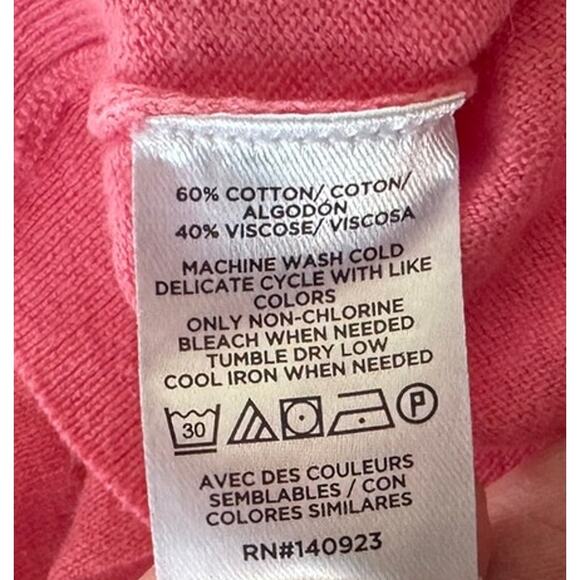 60% COTTON/ COTON/
ALGODÓN
40% VISCOSE/ VISCOSA
MACHINE WASH COLD
DELICATE CYCLE WITH LIKE
COLORS
ONLY NON-CHLORINE
BLEACH WHEN NEEDED
TUMBLE DRY LOW
COOL IRON WHEN NEEDED
30 P
AVEC DES COULEURS
SEMBLABLES / CON
COLORES SIMILARES
RN#140923